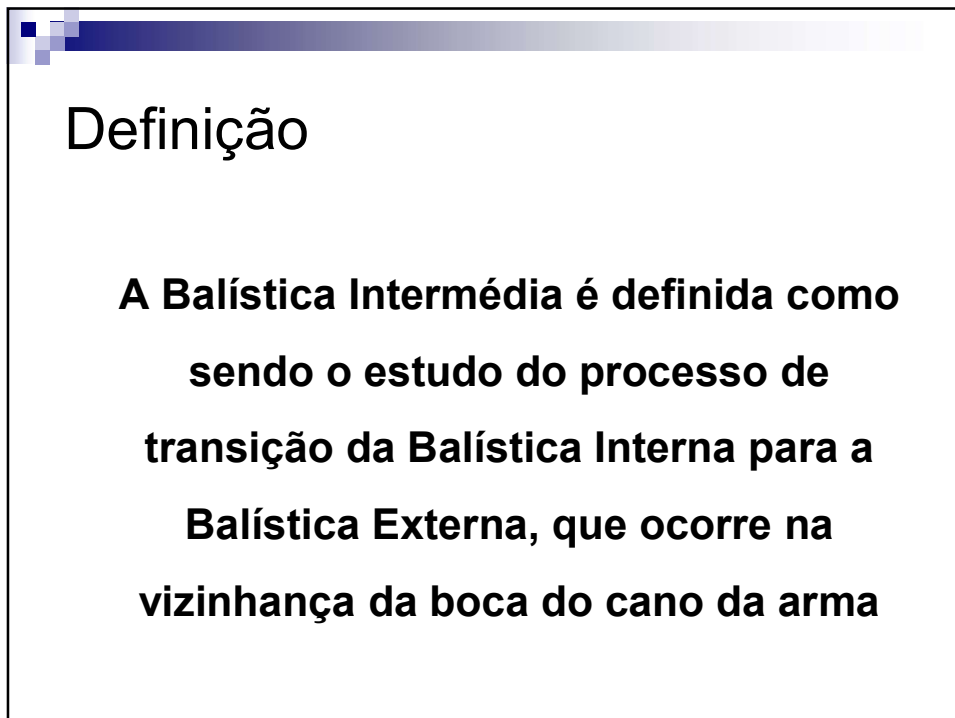 Definição
A Balística Intermédia é definida como
sendo o estudo do processo de
transição da Balística Interna para a
Balística Externa, que ocorre na
vizinhança da boca do cano da arma